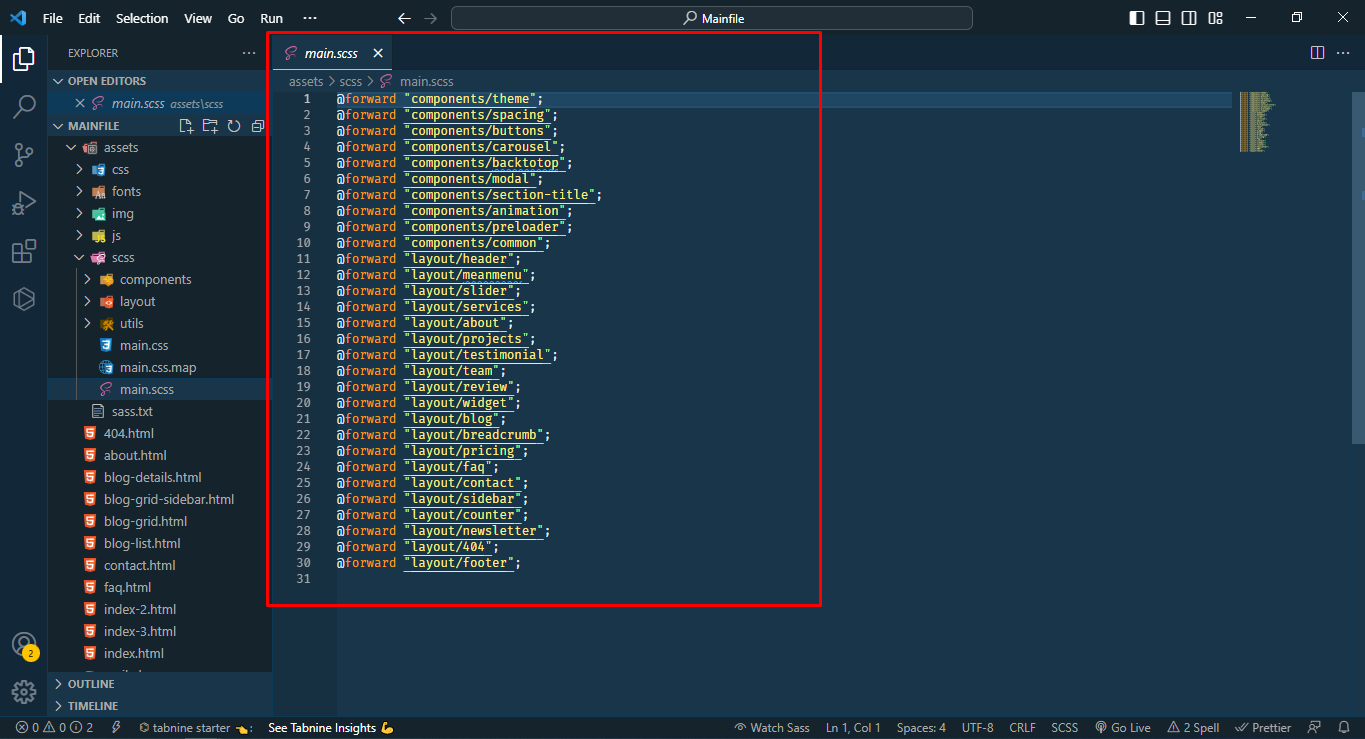 File Edit Selection View Go Run ···
Mainfile
EXPLORER ···
OPEN EDITORS
main.scss assets\scss
MAINFILE
assets
css
fonts
img
js
scss
components
layout
utils
main.css
main.css.map
main.scss
sass.txt
404.html
about.html
blog-details.html
blog-grid-sidebar.html
blog-grid.html
blog-list.html
contact.html
faq.html
index-2.html
index-3.html
index.html
OUTLINE
TIMELINE
2
main.scss
assets > scss > main.scss
1 @forward "components/theme";
2 @forward "components/spacing";
3 @forward "components/buttons";
4 @forward "components/carousel";
5 @forward "components/backtotop";
6 @forward "components/modal";
7 @forward "components/section-title";
8 @forward "components/animation";
9 @forward "components/preloader";
10 @forward "components/common";
11 @forward "layout/header";
12 @forward "layout/meanmenu";
13 @forward "layout/slider";
14 @forward "layout/services";
15 @forward "layout/about";
16 @forward "layout/projects";
17 @forward "layout/testimonial";
18 @forward "layout/team";
19 @forward "layout/review";
20 @forward "layout/widget";
21 @forward "layout/blog";
22 @forward "layout/breadcrumb";
23 @forward "layout/pricing";
24 @forward "layout/faq";
25 @forward "layout/contact";
26 @forward "layout/sidebar";
27 @forward "layout/counter";
28 @forward "layout/newsletter";
29 @forward "layout/404";
30 @forward "layout/footer";
31
0 0 2 tabnine starter 👈: See Tabnine Insights 💪 Watch Sass Ln 1, Col 1 Spaces: 4 UTF-8 CRLF SCSS Go Live 2 Spell Prettier